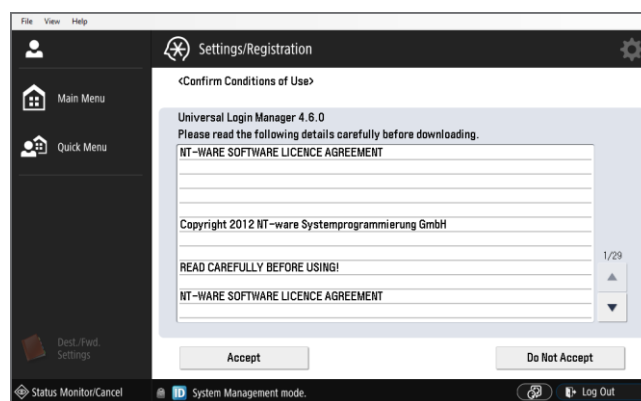 File View Help
Settings/Registration
Main Menu
Quick Menu
Dest./Fwd.
Settings
<Confirm Conditions of Use>
Universal Login Manager 4.6.0
Please read the following details carefully before downloading.
NT-WARE SOFTWARE LICENCE AGREEMENT
Copyright 2012 NT-ware Systemprogrammierung GmbH
READ CAREFULLY BEFORE USING!
NT-WARE SOFTWARE LICENCE AGREEMENT
1/29
Accept Do Not Accept
Status Monitor/Cancel ID System Management mode. Log Out